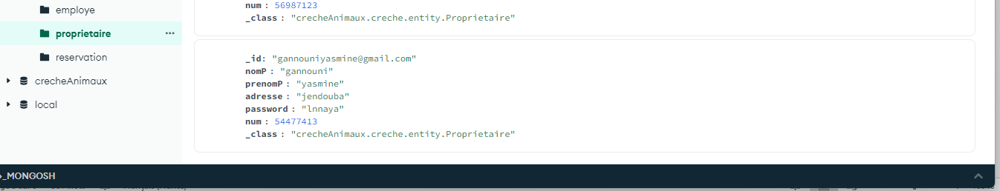 employe
proprietaire
reservation
crecheAnimaux
local
num : 56987123
_class : "crecheAnimaux.creche.entity.Proprietaire"
_id: "gannouniyasmine@gmail.com"
nomP : "gannouni"
prenomP : "yasmine"
adresse : "jendouba"
password : "lnnaya"
num : 54477413
_class : "crecheAnimaux.creche.entity.Proprietaire"
>_MONGOSH